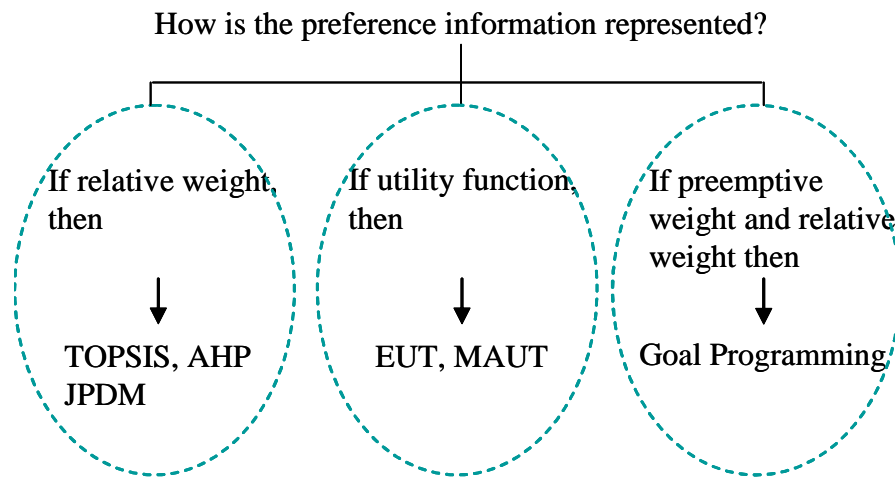 How is the preference information represented?
If relative weight,
then
TOPSIS, AHP
JPDM
If utility function,
then
EUT, MAUT
If preemptive
weight and relative
weight then
Goal Programming